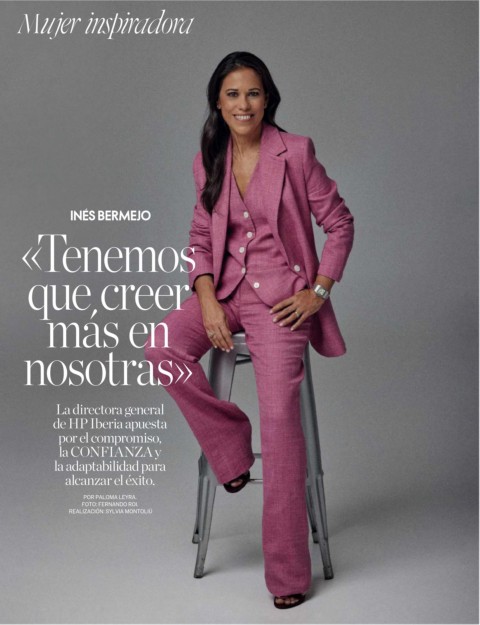 Mujer inspiradora
INÉS BERMEJO
«Tenemos
que creer
más en
nosotras»
La directora general
de HP Iberia apuesta
por el compromiso,
la CONFIANZA y
la adaptabilidad para
alcanzar el éxito.
POR PALOMA LEYRA.
FOTO: FERNANDO ROI
REALIZACIÓN: SYLVIA MONTOLIÚ